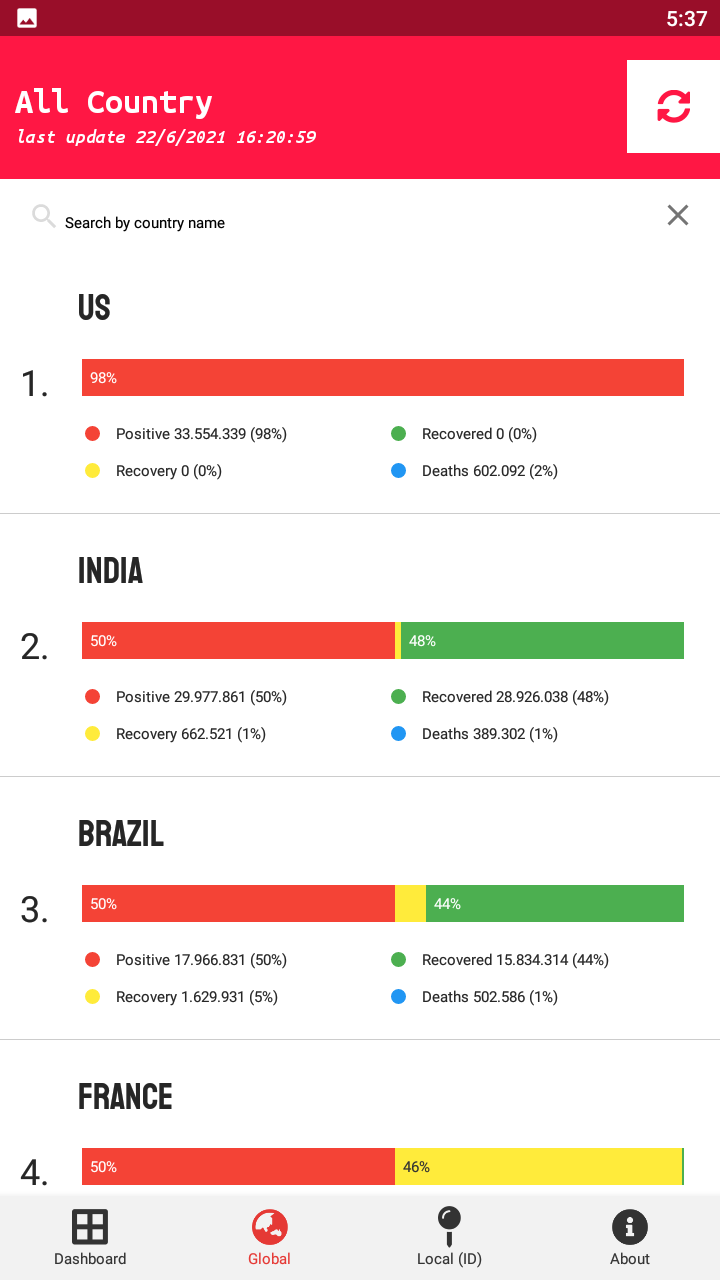 5:37
All Country
last update 22/6/2021 16:20:59
Search by country name
US
1.
98%
Positive 33.554.339 (98%)
Recovered 0 (0%)
Recovery 0 (0%)
Deaths 602.092 (2%)
INDIA
2.
50%
48%
Positive 29.977.861 (50%)
Recovered 28.926.038 (48%)
Recovery 662.521 (1%)
Deaths 389.302 (1%)
BRAZIL
3.
50%
44%
Positive 17.966.831 (50%)
Recovered 15.834.314 (44%)
Recovery 1.629.931 (5%)
Deaths 502.586 (1%)
FRANCE
4.
50%
46%
Dashboard
Global
Local (ID)
About